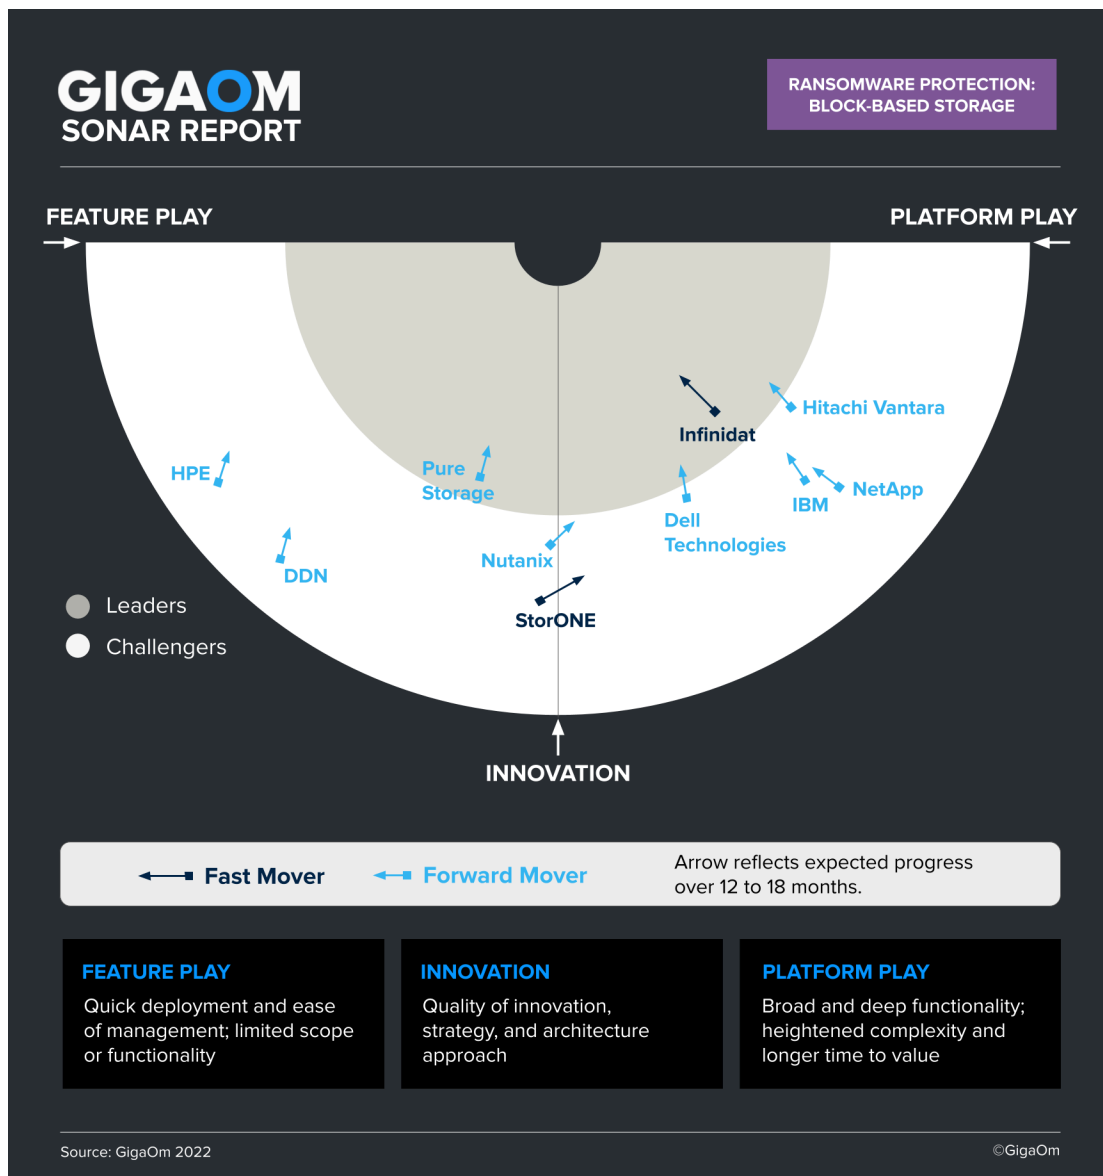 GIGAOM
SONAR REPORT
RANSOMWARE PROTECTION:
BLOCK-BASED STORAGE
FEATURE PLAY
PLATFORM PLAY
Hitachi Vantara
Infinidat
HPE
Pure
Storage
NetApp
IBM
Dell
Technologies
Nutanix
DDN
StorONE
Leaders
Challengers
INNOVATION
Fast Mover
Forward Mover
Arrow reflects expected progress
over 12 to 18 months.
FEATURE PLAY
Quick deployment and ease
of management; limited scope
or functionality
INNOVATION
Quality of innovation,
strategy, and architecture
approach
PLATFORM PLAY
Broad and deep functionality;
heightened complexity and
longer time to value
Source: GigaOm 2022
©GigaOm